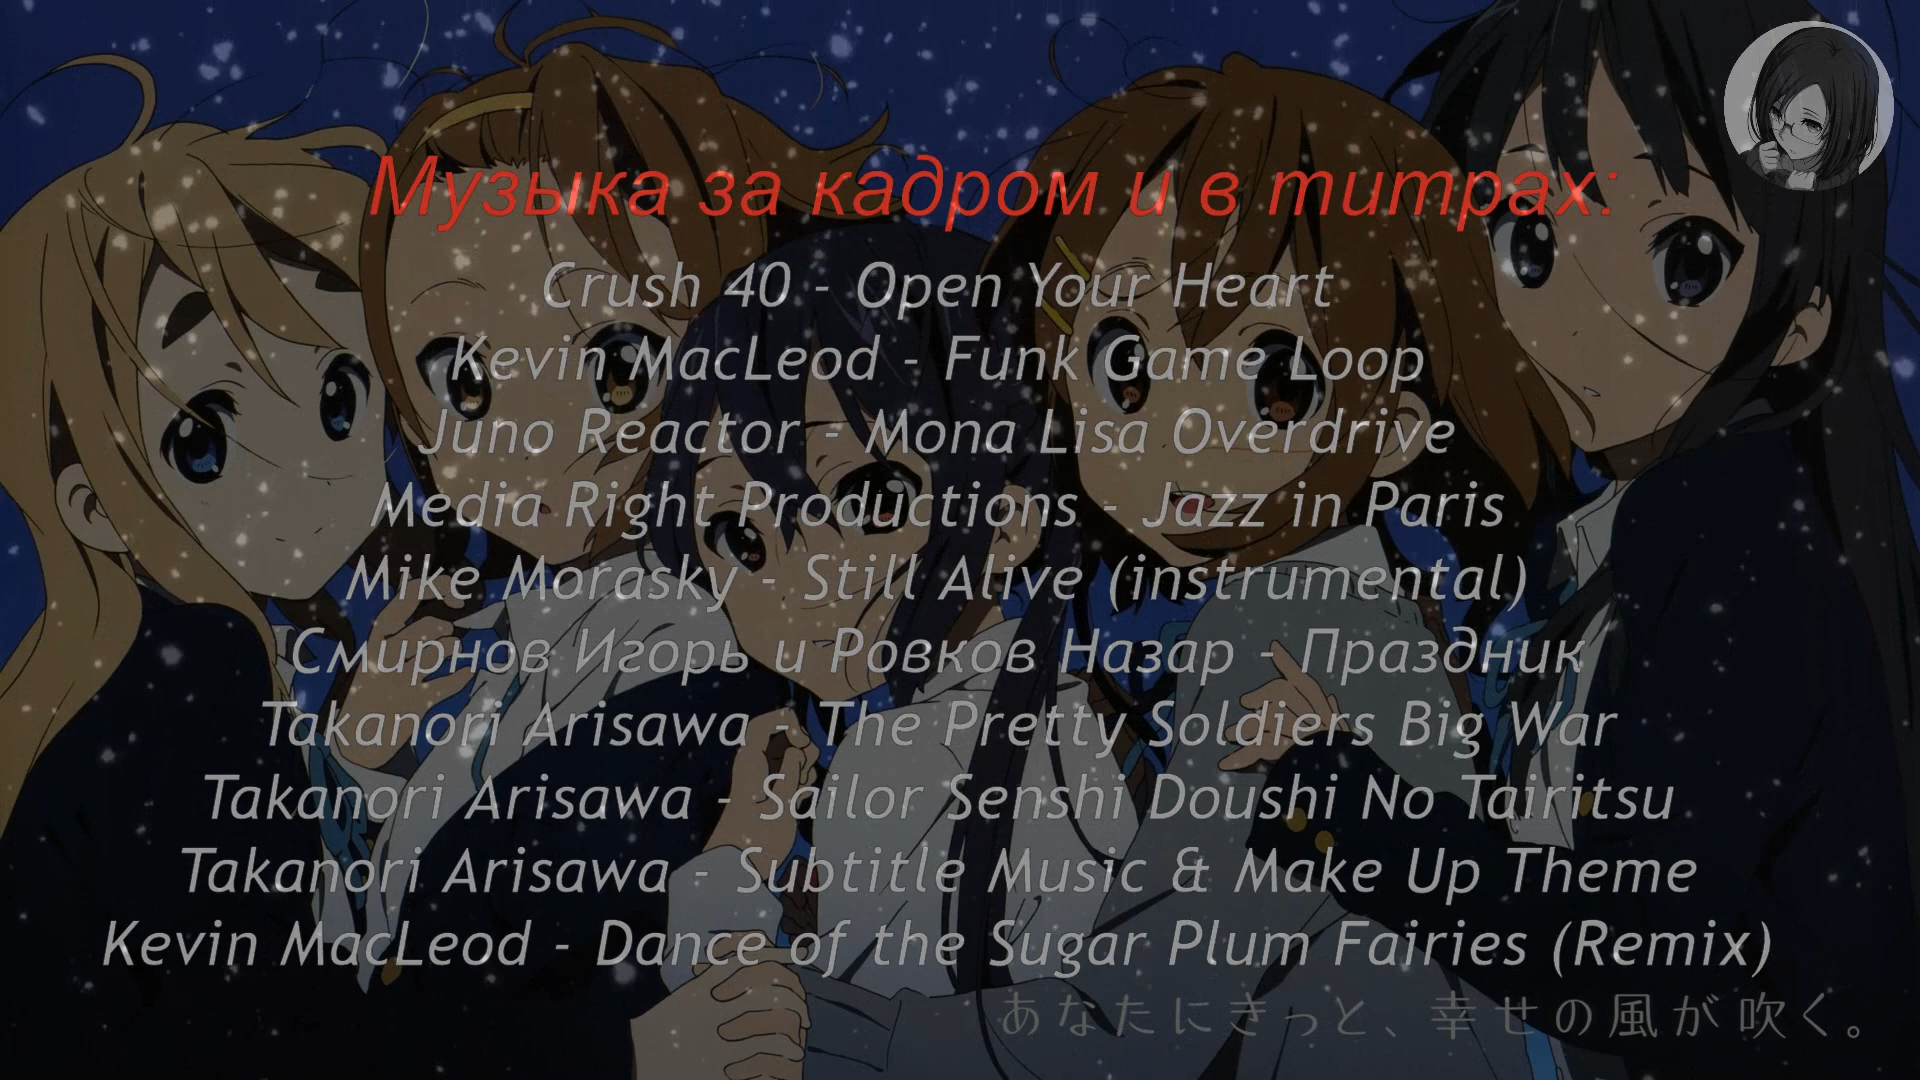 Музыка за кадром и в титрах:
Crush 40 - Open Your Heart
Kevin MacLeod - Funk Game Loop
Juno Reactor - Mona Lisa Overdrive
Media Right Productions - Jazz in Paris
Mike Morasky - Still Alive (instrumental)
Смирнов Игорь и Ровков Назар - Праздник
Takanori Arisawa - The Pretty Soldiers Big War
Takanori Arisawa - Sailor Senshi Doushi No Tairitsu
Takanori Arisawa - Subtitle Music & Make Up Theme
Kevin MacLeod - Dance of the Sugar Plum Fairies (Remix)
あなたにきっと、幸せの風が吹く。